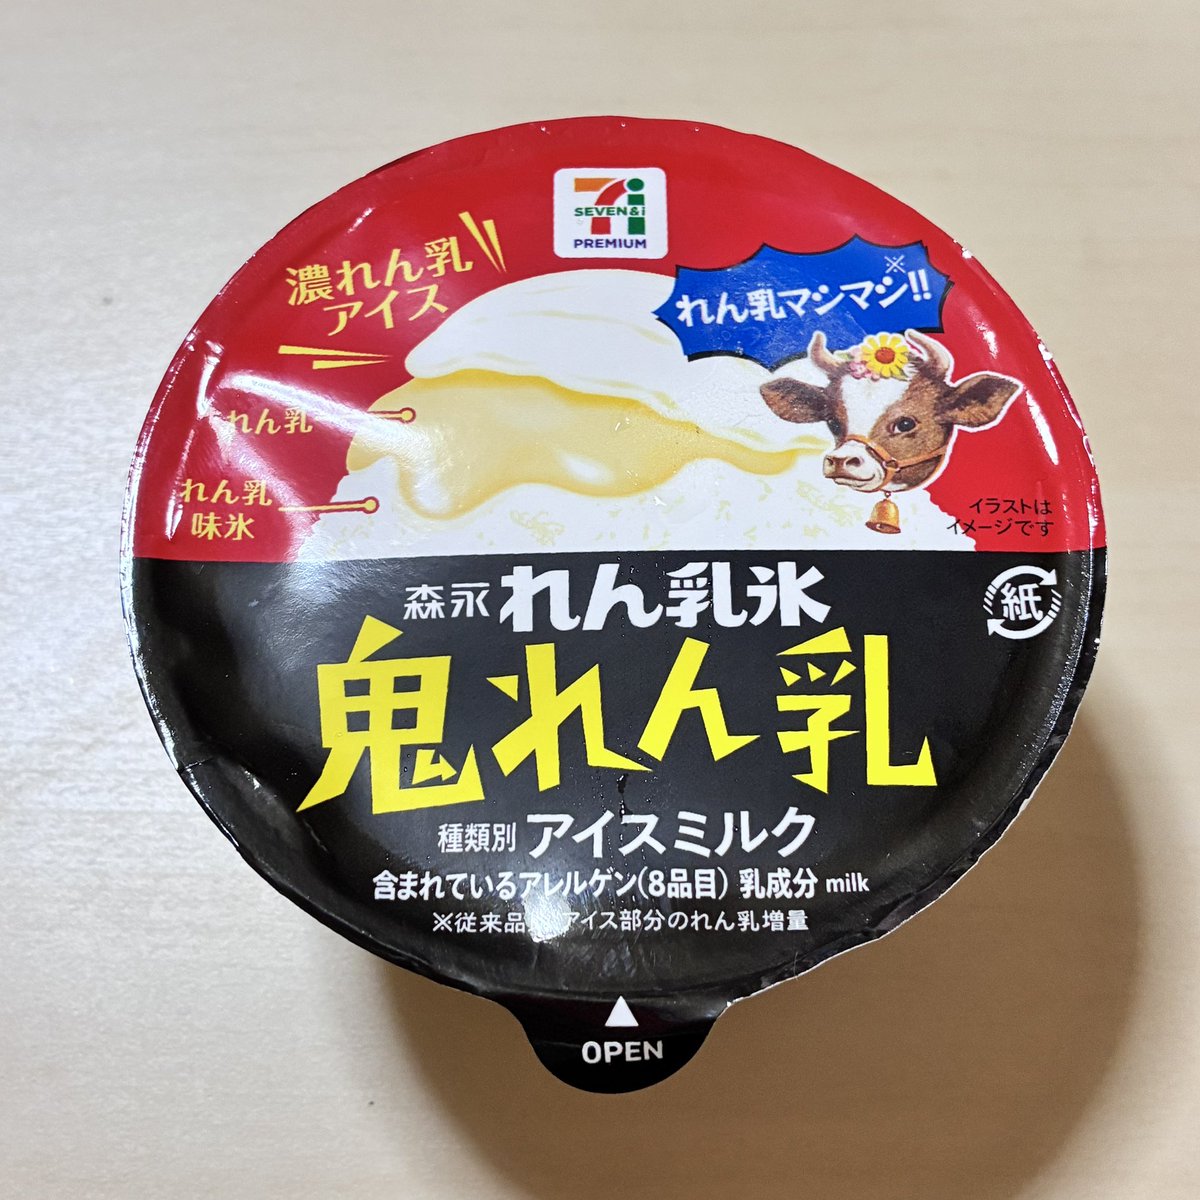 7i
SEVEN&i
PREMIUM
濃れん乳
アイス
れん乳マシマシ※!!
れん乳
れん乳
味氷
イラストは
イメージです
森永 れん乳氷
紙
鬼れん乳
種類別 アイスミルク
含まれているアレルゲン(8品目) 乳成分 milk
※従来品 アイス部分のれん乳増量
OPEN